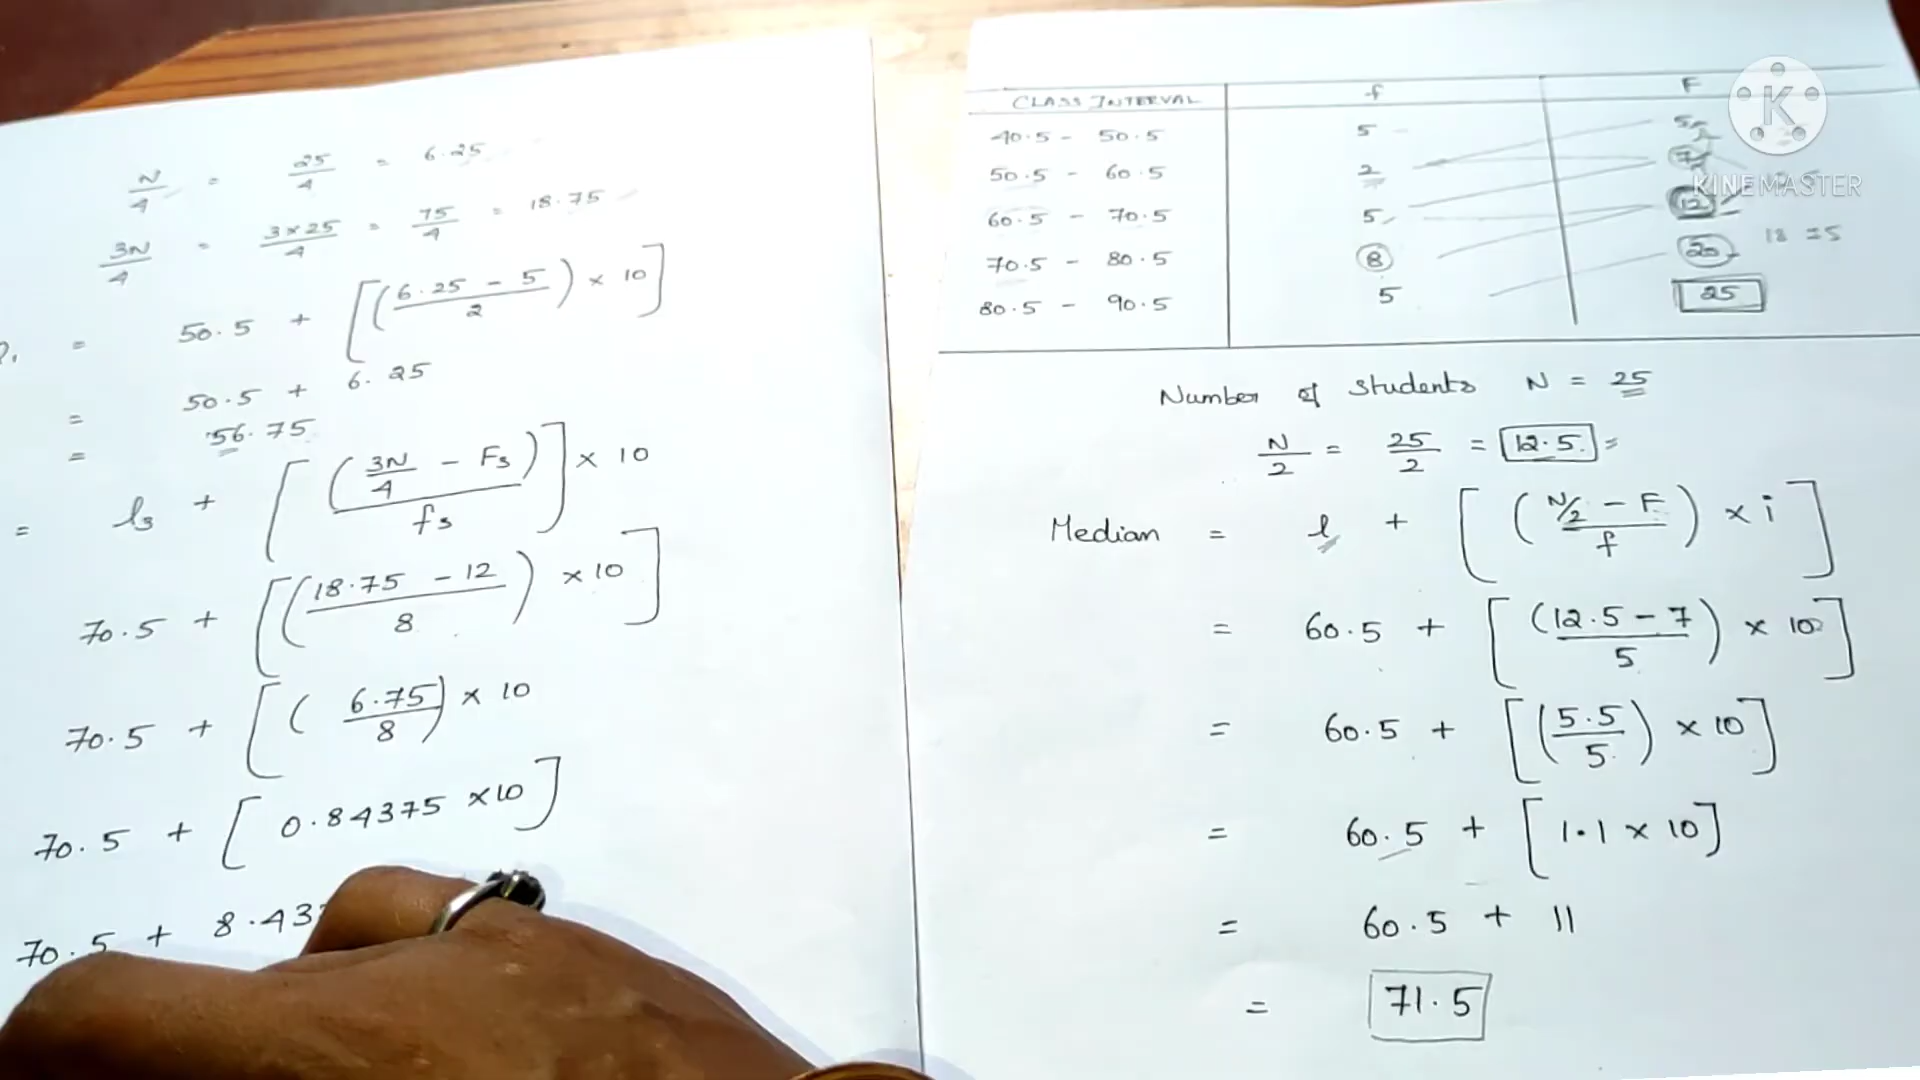 N/4 = 25/4 = 6.25
3N/4 = 3×25/4 = 75/4 = 18.75
= 50.5 + [(6.25 - 5 / 2) × 10]
= 50.5 + 6.25
= 56.75
= l3 + [(3N/4 - F3) / f3] × 10
70.5 + [(18.75 - 12 / 8) × 10]
70.5 + [(6.75 / 8) × 10
70.5 + [0.84375 ×10]
70.5 + 8.43
CLASS INTERVAL f F
40.5 - 50.5 5 5
50.5 - 60.5 2 7
60.5 - 70.5 5 12
70.5 - 80.5 8 20 18.75
80.5 - 90.5 5 25
K
KINEMASTER
Number of Students N = 25
N/2 = 25/2 = 12.5 =
Median = l + [(N/2 - F / f) × i]
= 60.5 + [(12.5 - 7 / 5) × 10]
= 60.5 + [(5.5 / 5) × 10]
= 60.5 + [1.1 × 10]
= 60.5 + 11
= 71.5